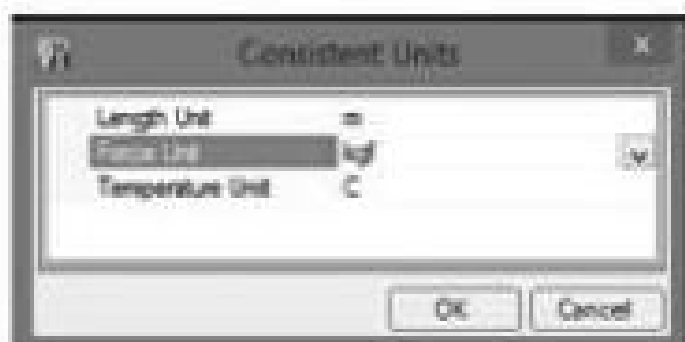 Consistent Units
Length Unit m
Force Unit kgf
Temperature Unit C
OK Cancel